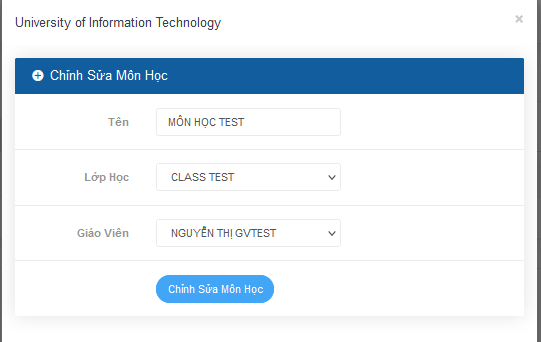 University of Information Technology
×
Chỉnh Sửa Môn Học
Tên
MÔN HỌC TEST
Lớp Học
CLASS TEST
Giáo Viên
NGUYỄN THỊ GVTEST
Chỉnh Sửa Môn Học